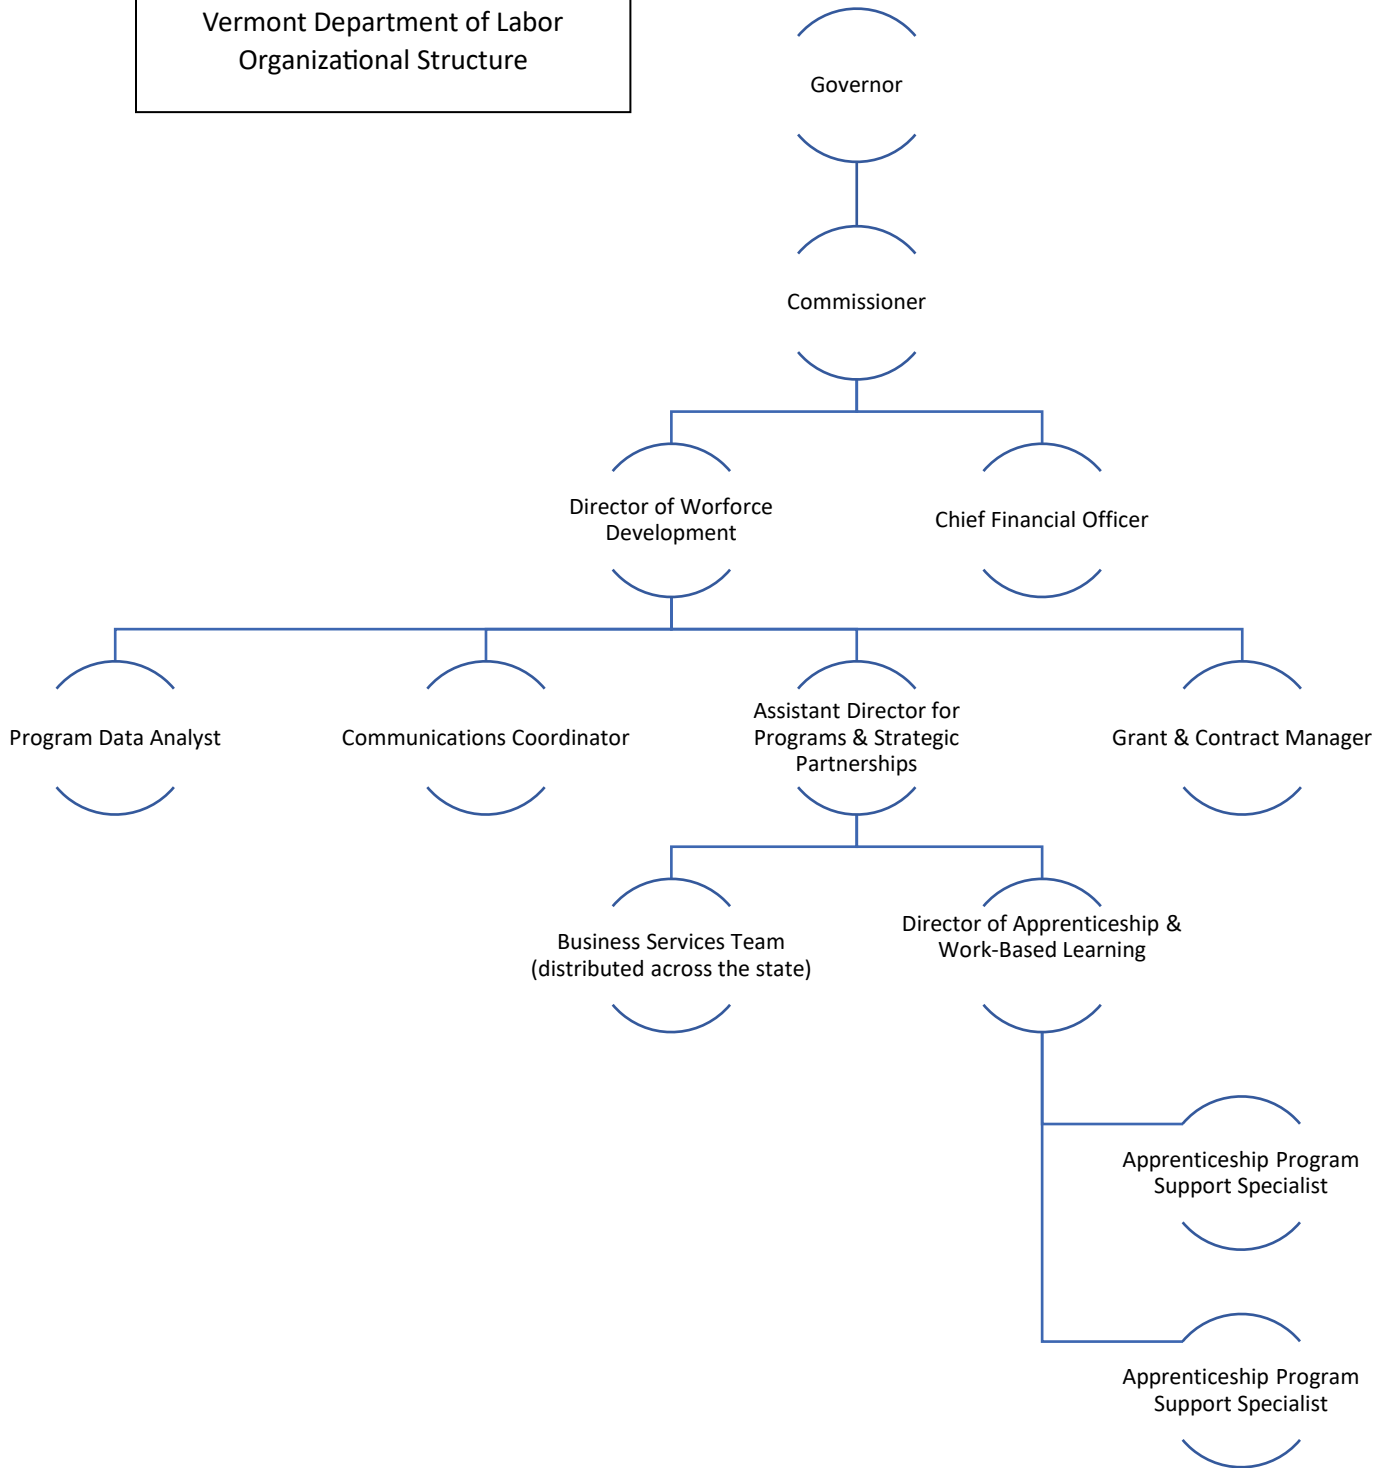 Vermont Department of Labor
Organizational Structure
Governor
Commissioner
Director of Worforce
Development
Chief Financial Officer
Program Data Analyst
Communications Coordinator
Assistant Director for
Programs & Strategic
Partnerships
Grant & Contract Manager
Business Services Team
(distributed across the state)
Director of Apprenticeship &
Work-Based Learning
Apprenticeship Program
Support Specialist
Apprenticeship Program
Support Specialist